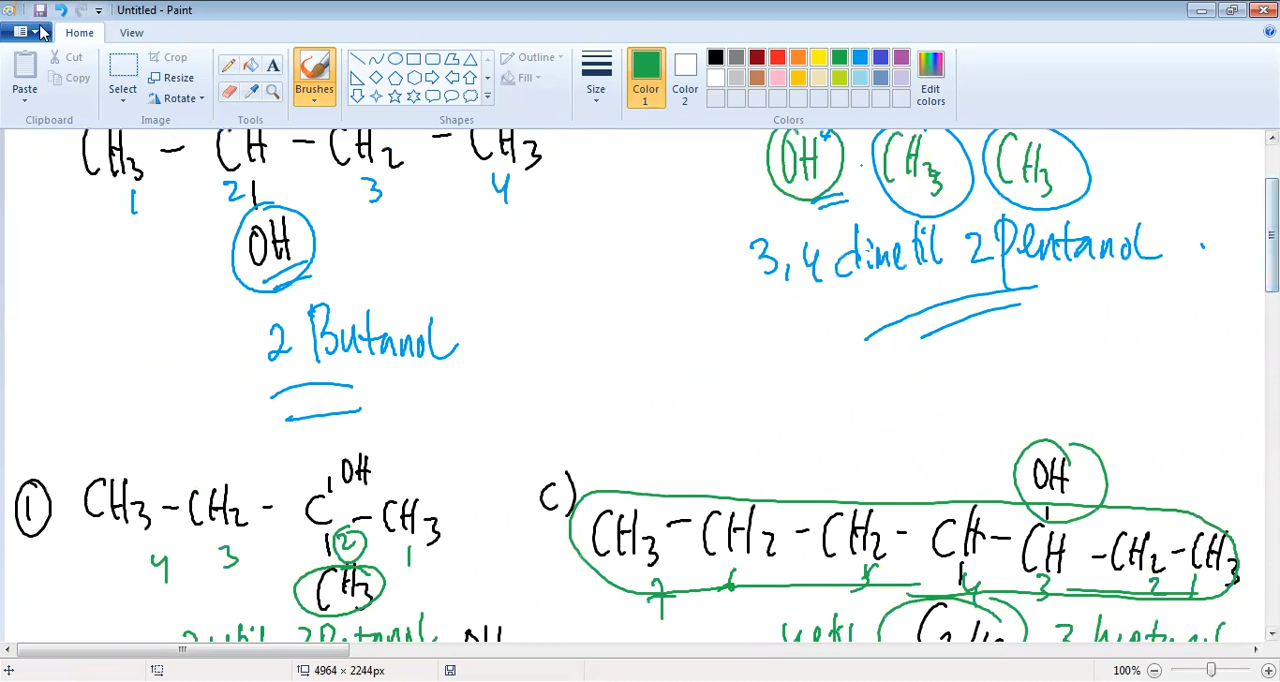 Untitled - Paint
Home View
Paste Cut Copy
Clipboard
Select Crop Resize Rotate
Image
A
Tools
Brushes
Outline Fill
Shapes
Size
Color 1 Color 2 Edit colors
Colors
CH3 - CH - CH2 - CH3
1 2 3 4
OH
2 Butanol
OH CH3 CH3
3,4 dimetil 2 Pentanol
1 CH3 - CH2 - C - CH3
OH
4 3 2 1
CH3
C) CH3 - CH2 - CH2 - CH - CH - CH2 - CH3
OH
7 6 5 4 3 2 1
4964 × 2244px
100%